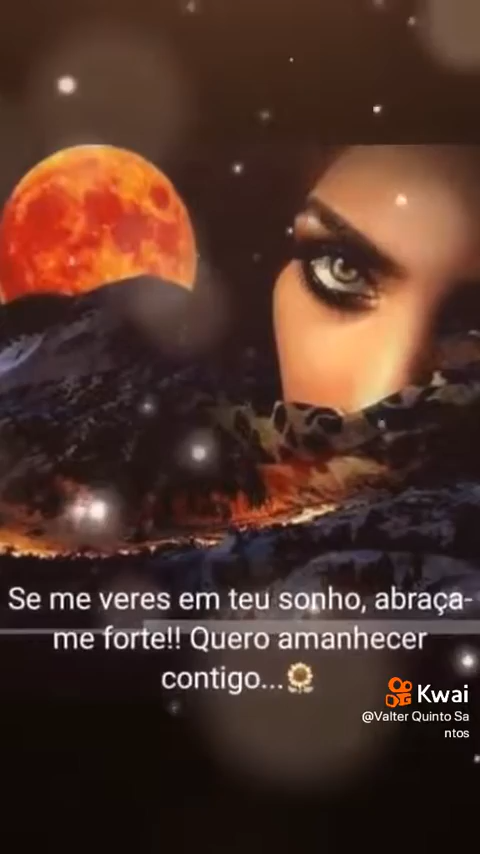 Se me veres em teu sonho, abraça-
me forte!! Quero amanhecer
contigo...🌻
Kwai
@Valter Quinto Sa
ntos